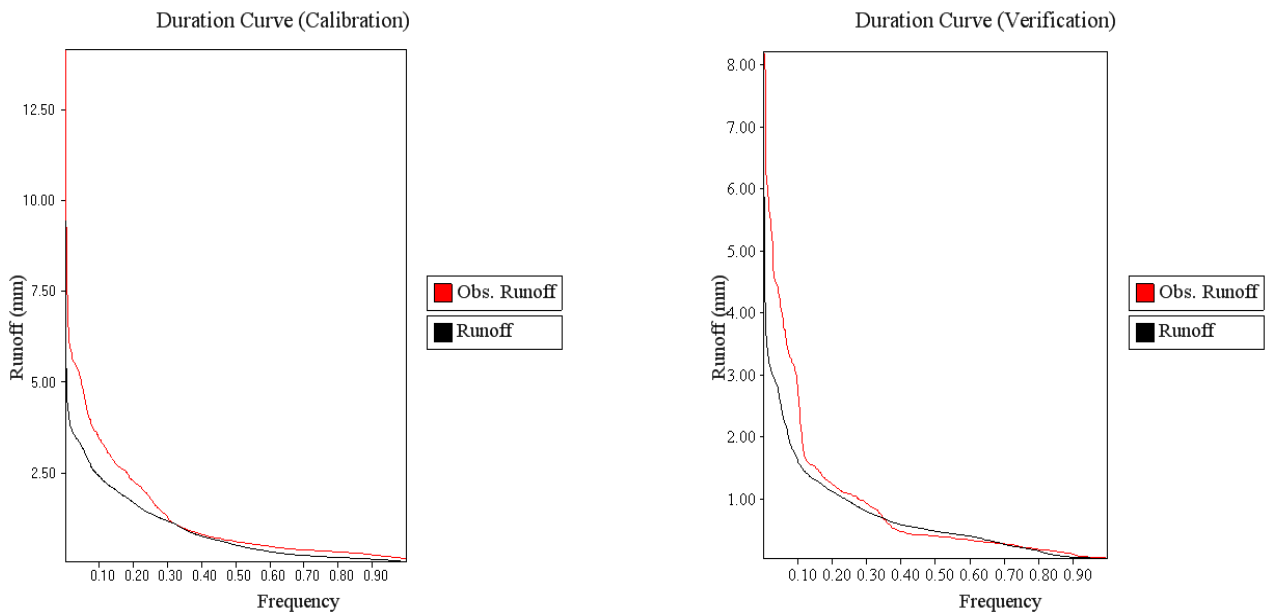 Duration Curve (Calibration)
Runoff (mm)
12.50
10.00
7.50
5.00
2.50
0.10 0.20 0.30 0.40 0.50 0.60 0.70 0.80 0.90
Frequency
Obs. Runoff
Runoff
Duration Curve (Verification)
Runoff (mm)
8.00
7.00
6.00
5.00
4.00
3.00
2.00
1.00
0.10 0.20 0.30 0.40 0.50 0.60 0.70 0.80 0.90
Frequency
Obs. Runoff
Runoff